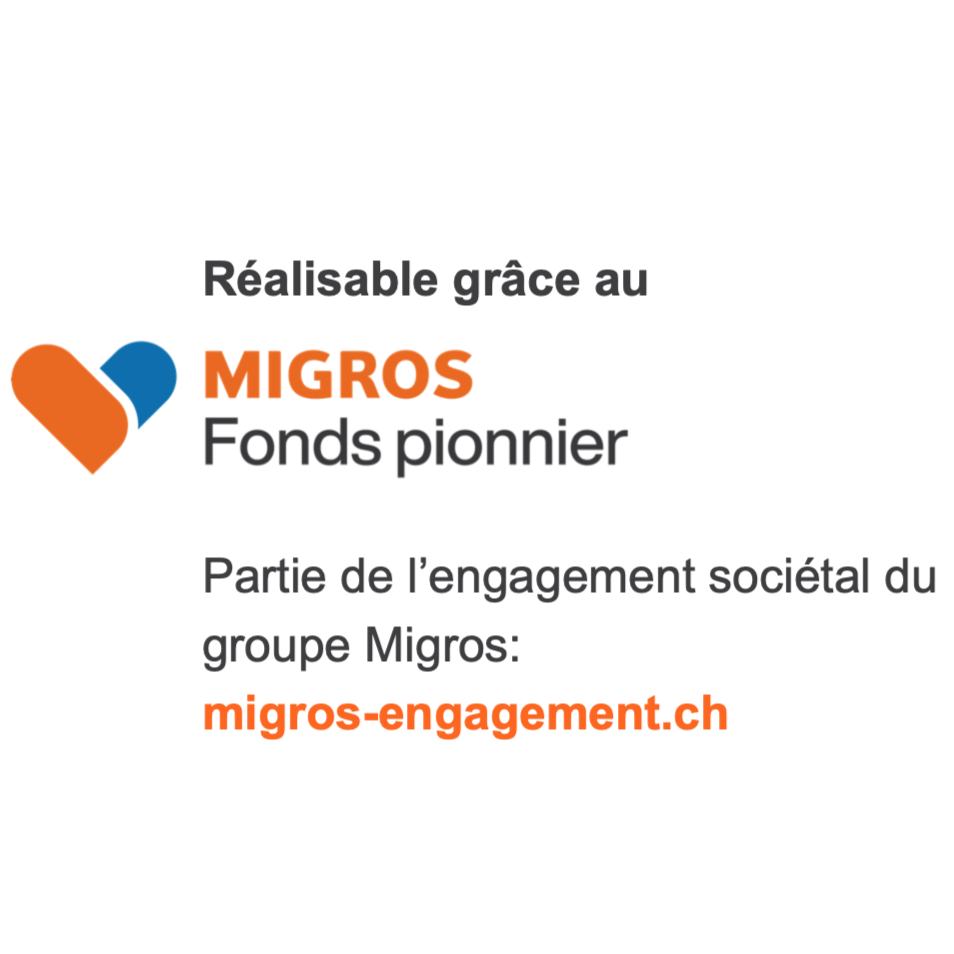 Réalisable grâce au
MIGROS
Fonds pionnier
Partie de l’engagement sociétal du
groupe Migros:
migros-engagement.ch